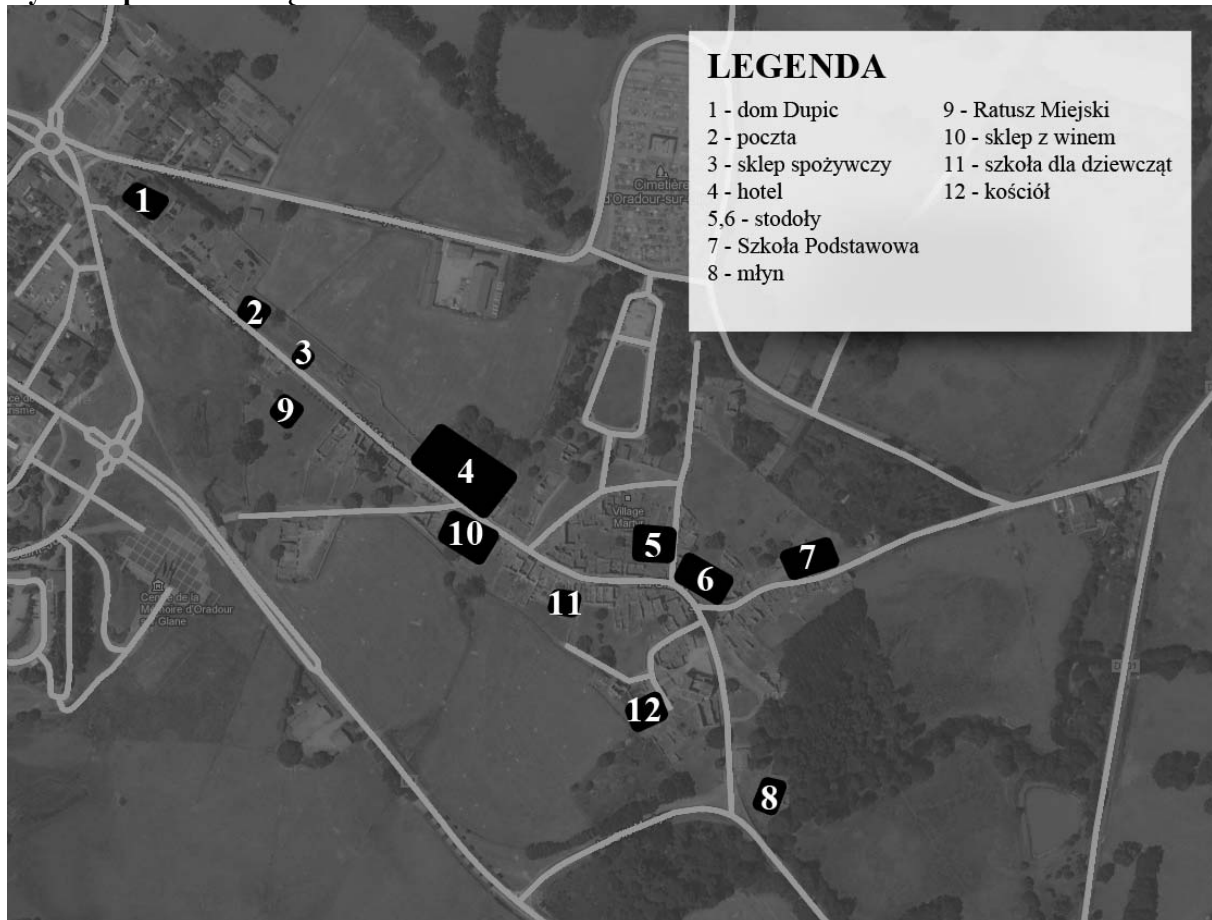 LEGENDA
1 - dom Dupic
2 - poczta
3 - sklep spożywczy
4 - hotel
5,6 - stodoły
7 - Szkoła Podstawowa
8 - młyn
9 - Ratusz Miejski
10 - sklep z winem
11 - szkoła dla dziewcząt
12 - kościół
Cimetière
d'Oradour-sur-
1
2
3
9
4
10
Village
Martyr
5
6
7
11
Centre de la
Mémoire d'Oradour
Glane
12
8